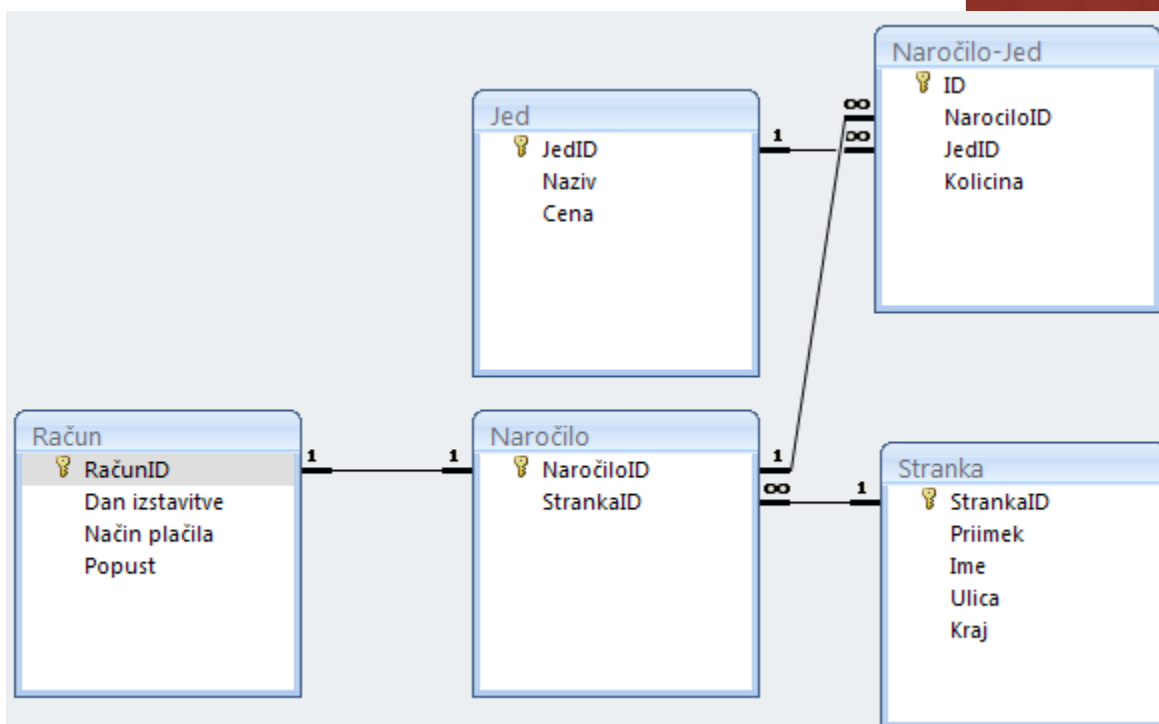 Naročilo-Jed
ID
NarociloID
JedID
Kolicina
Jed
JedID
Naziv
Cena
∞
1
∞
Račun
RačunID
Dan izstavitve
Način plačila
Popust
1
1
Naročilo
NaročiloID
StrankaID
1
∞
1
Stranka
StrankaID
Priimek
Ime
Ulica
Kraj